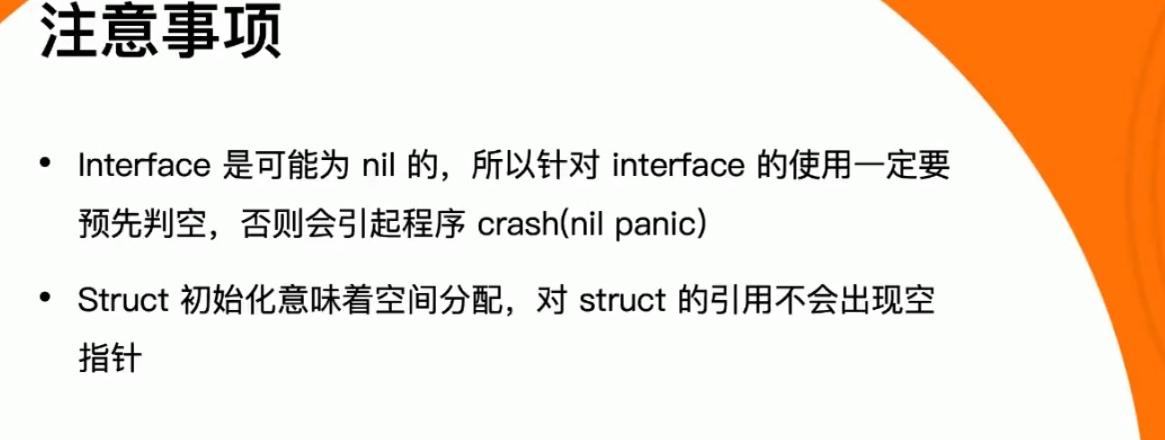 注意事项
• Interface 是可能为 nil 的，所以针对 interface 的使用一定要
预先判空，否则会引起程序 crash(nil panic)
• Struct 初始化意味着空间分配，对 struct 的引用不会出现空
指针